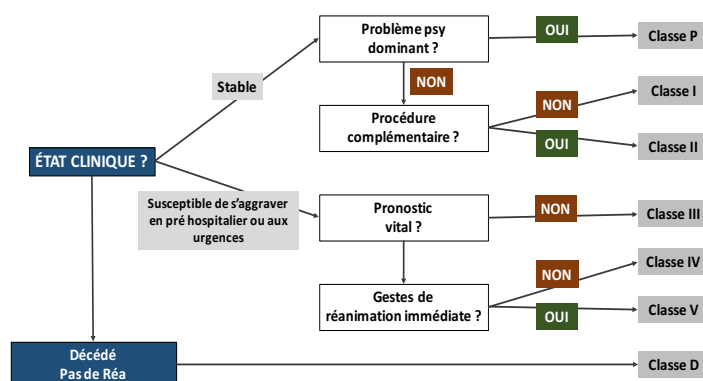 Problème psy
dominant ?
OUI
Classe P
NON
Stable
Procédure
complémentaire ?
NON
Classe I
OUI
Classe II
ÉTAT CLINIQUE ?
Susceptible de s'aggraver
en pré hospitalier ou aux
urgences
Pronostic
vital ?
NON
Classe III
Gestes de
réanimation immédiate ?
NON
Classe IV
OUI
Classe V
Décédé
Pas de Réa
Classe D